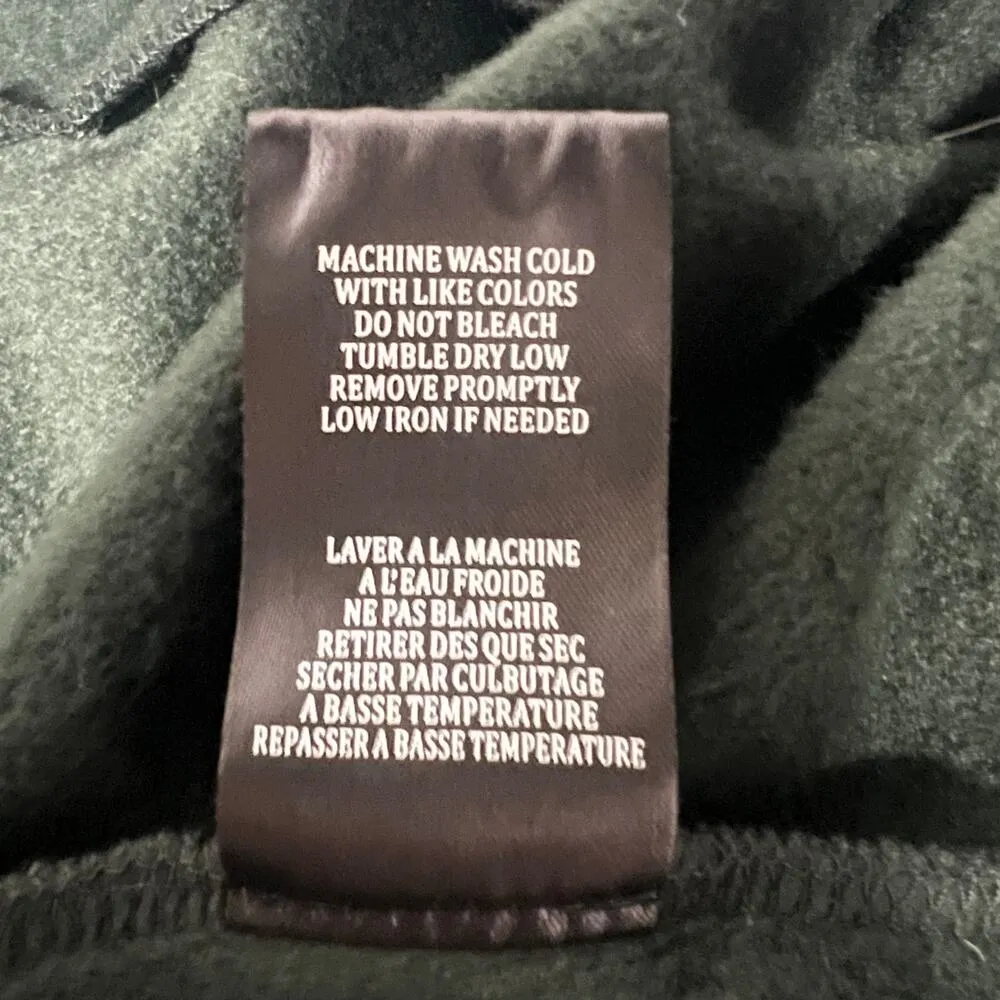 MACHINE WASH COLD
WITH LIKE COLORS
DO NOT BLEACH
TUMBLE DRY LOW
REMOVE PROMPTLY
LOW IRON IF NEEDED
LAVER A LA MACHINE
A L'EAU FROIDE
NE PAS BLANCHIR
RETIRER DES QUE SEC
SECHER PAR CULBUTAGE
A BASSE TEMPERATURE
REPASSER A BASSE TEMPERATURE